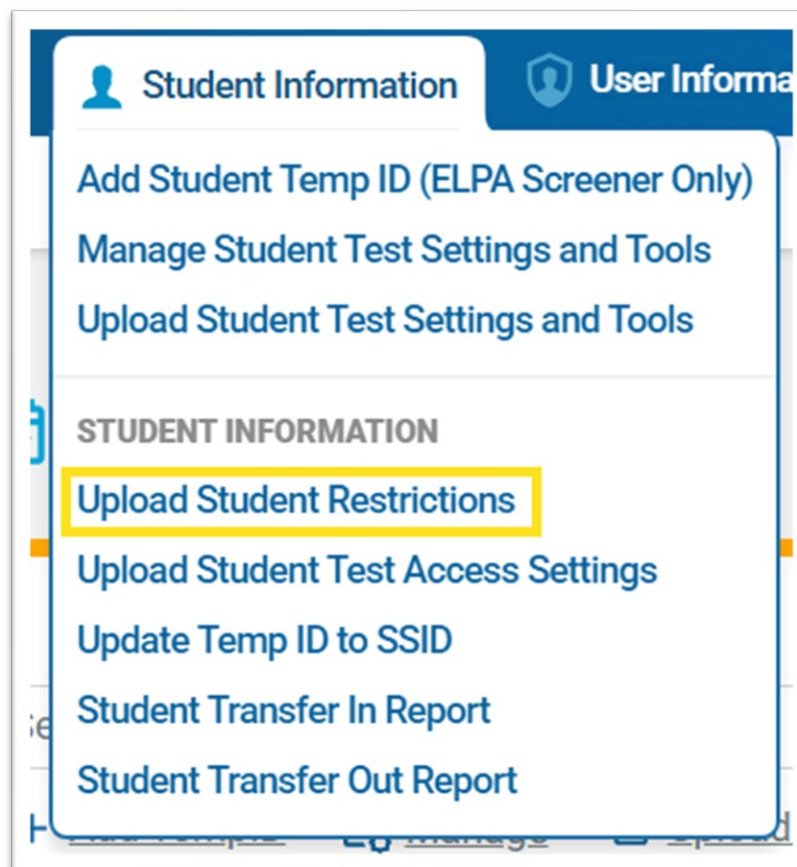 Student Information
User Informa
Add Student Temp ID (ELPA Screener Only)
Manage Student Test Settings and Tools
Upload Student Test Settings and Tools
STUDENT INFORMATION
Upload Student Restrictions
Upload Student Test Access Settings
Update Temp ID to SSID
Student Transfer In Report
Student Transfer Out Report